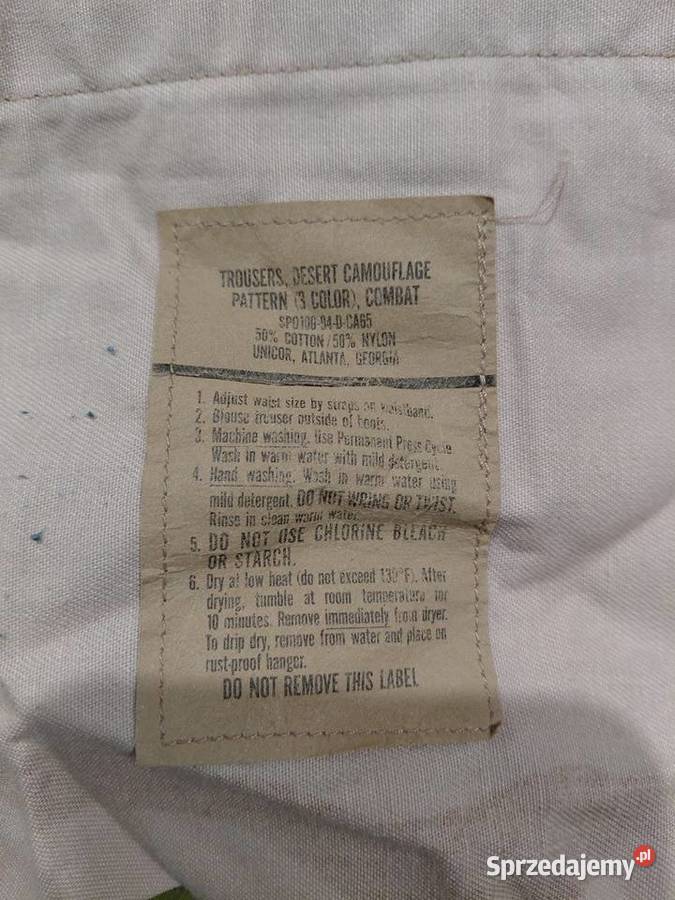 TROUSERS, DESERT CAMOUFLAGE
PATTERN (3 COLOR), COMBAT
SPO100-94-D-CA65
50% COTTON/50% NYLON
UNICOR, ATLANTA, GEORGIA
1. Adjust waist size by straps on waistband.
2. Blouse trouser outside of boots.
3. Machine washing. Use Permanent Press Cycle.
Wash in warm water with mild detergent.
4. Hand washing. Wash in warm water using
mild detergent. DO NOT WRING OR TWIST.
Rinse in clean warm water.
5. DO NOT USE CHLORINE BLEACH
OR STARCH.
6. Dry at low heat (do not exceed 130°F). After
drying, tumble at room temperature for
10 minutes. Remove immediately from dryer.
To drip dry, remove from water and place on
rust-proof hanger.
DO NOT REMOVE THIS LABEL
Sprzedajemy.pl